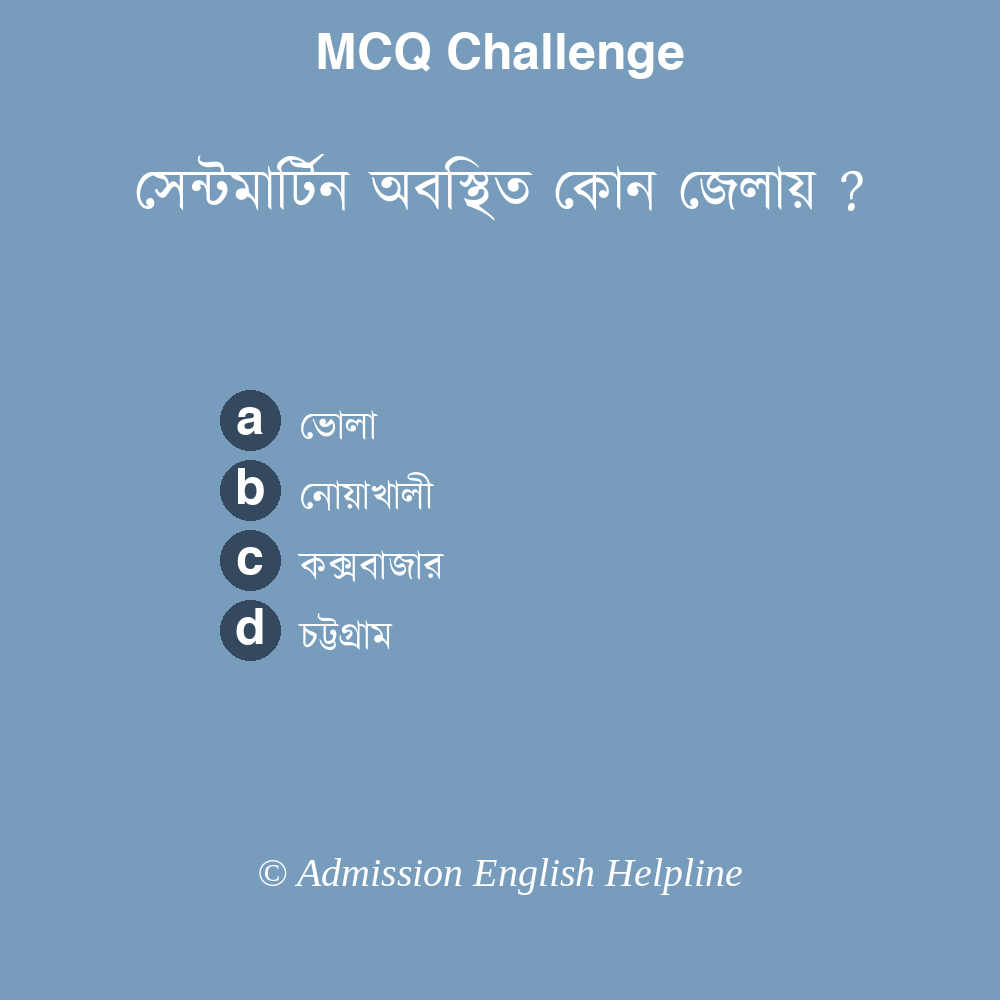 MCQ Challenge
সেন্টমার্টিন অবস্থিত কোন জেলায় ?
a ভোলা
b নোয়াখালী
c কক্সবাজার
d চট্টগ্রাম
© Admission English Helpline